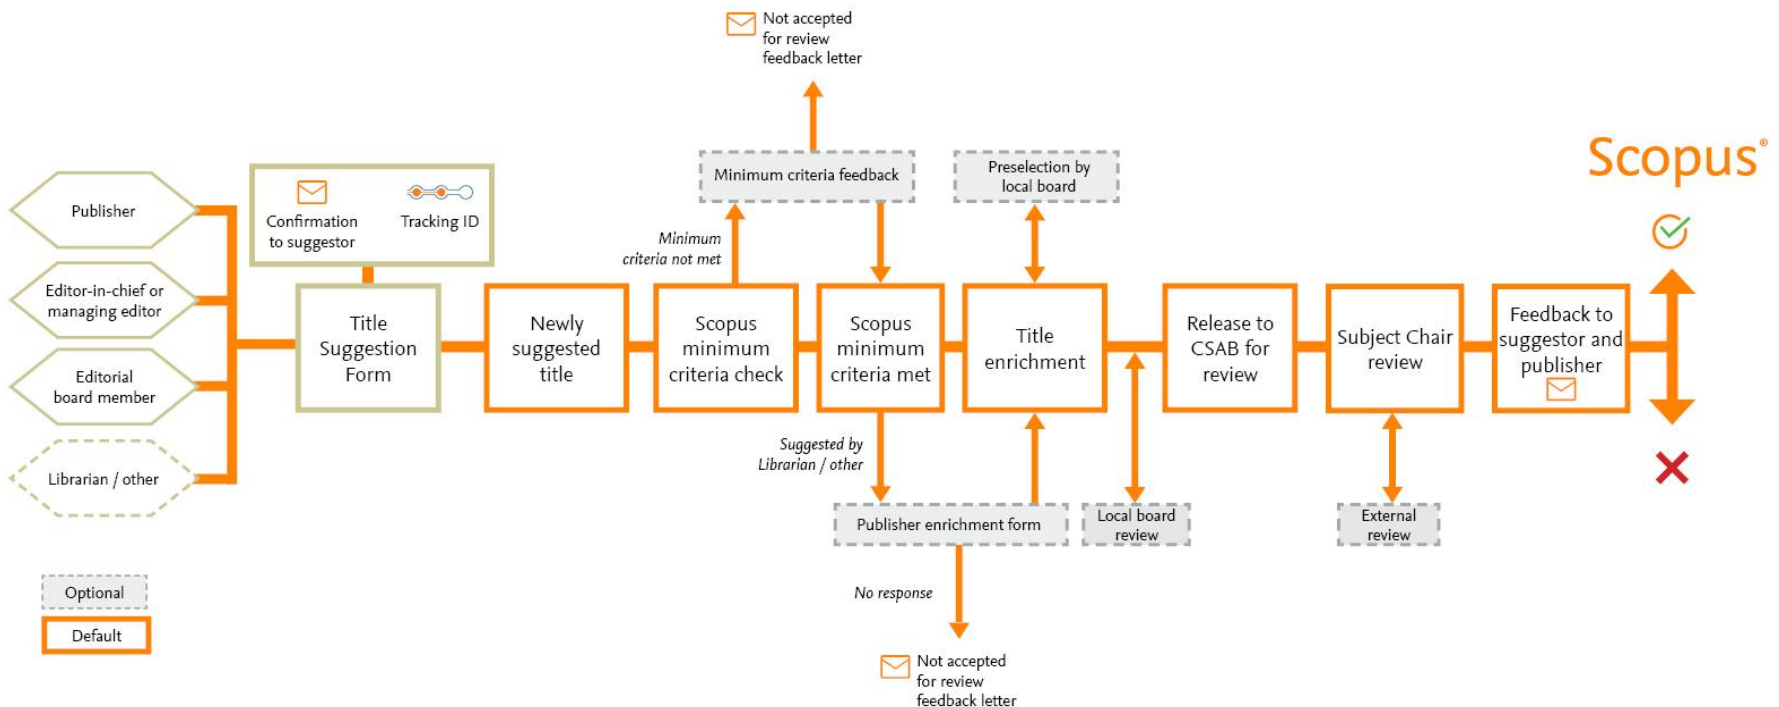 Not accepted
for review
feedback letter
Scopus®
Minimum criteria feedback
Preselection by
local board
Publisher
Confirmation
to suggestor
Tracking ID
Minimum
criteria not met
Editor-in-chief or
managing editor
Editorial
board member
Librarian / other
Title
Suggestion
Form
Newly
suggested
title
Scopus
minimum
criteria check
Scopus
minimum
criteria met
Title
enrichment
Release to
CSAB for
review
Subject Chair
review
Feedback to
suggestor and
publisher
Suggested by
Librarian / other
Publisher enrichment form
Local board
review
External
review
No response
Not accepted
for review
feedback letter
Optional
Default